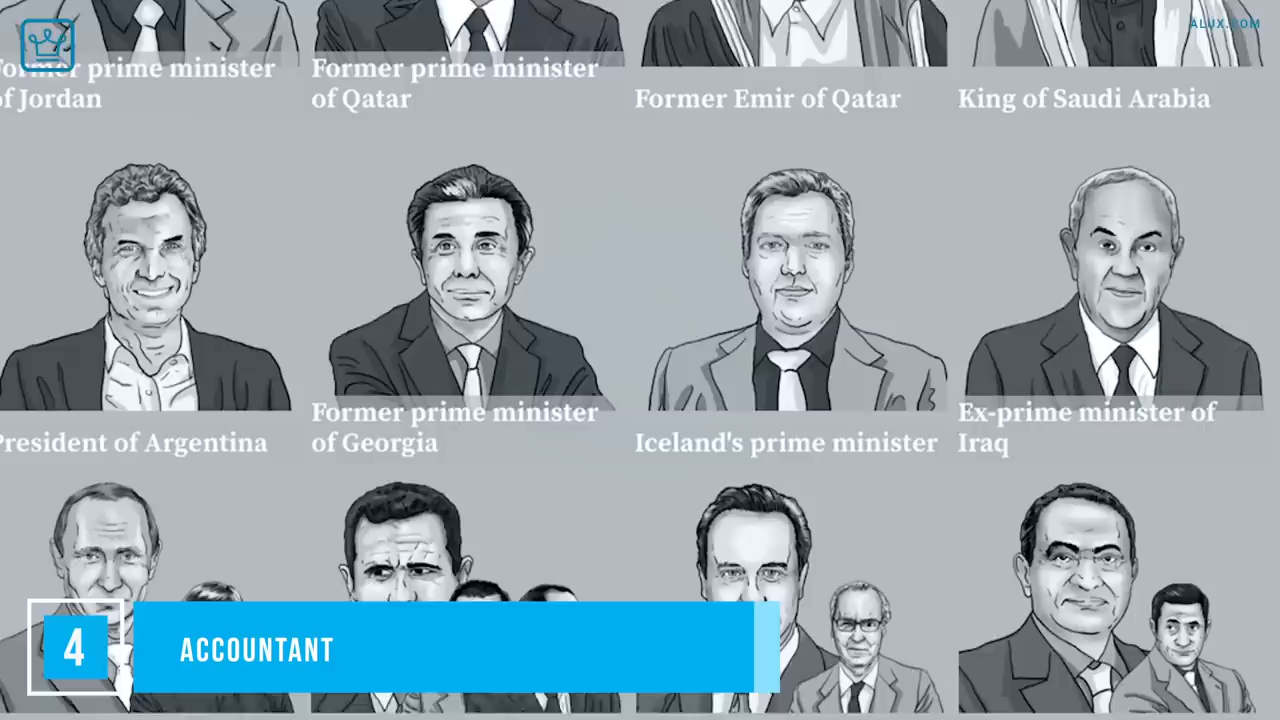 ALUX.COM
Former prime minister
of Jordan
Former prime minister
of Qatar
Former Emir of Qatar
King of Saudi Arabia
President of Argentina
Former prime minister
of Georgia
Iceland's prime minister
Ex-prime minister of
Iraq
4
ACCOUNTANT